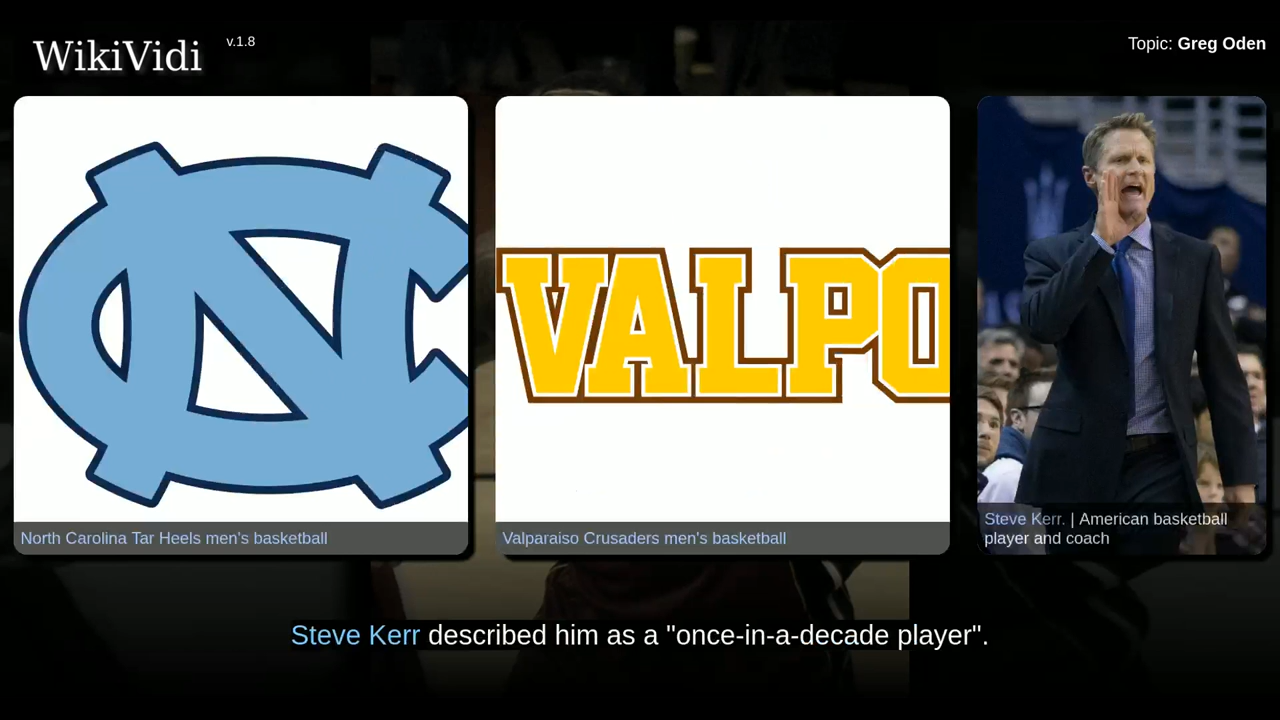 WikiVidi
v.1.8
Topic: Greg Oden
NC
VALPO
North Carolina Tar Heels men's basketball
Valparaiso Crusaders men's basketball
Steve Kerr. | American basketball
player and coach
Steve Kerr described him as a "once-in-a-decade player".